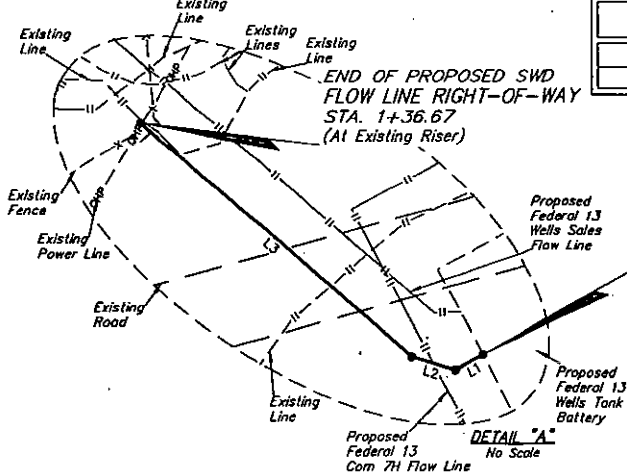 Existing
Line
Existing
Line
Existing
Lines
Existing
Line
END OF PROPOSED SWD
FLOW LINE RIGHT-OF-WAY
STA. 1+36.67
(At Existing Riser)
OHP
OHP
Existing
Fence
OHP
Existing
Power Line
L3
Proposed
Federal 13
Wells Sales
Flow Line
Existing
Road
L2
L1
Existing
Line
Proposed
Federal 13
Wells Tank
Battery
Proposed
Federal 13
Com 7H Flow Line
DETAIL "A"
No Scale